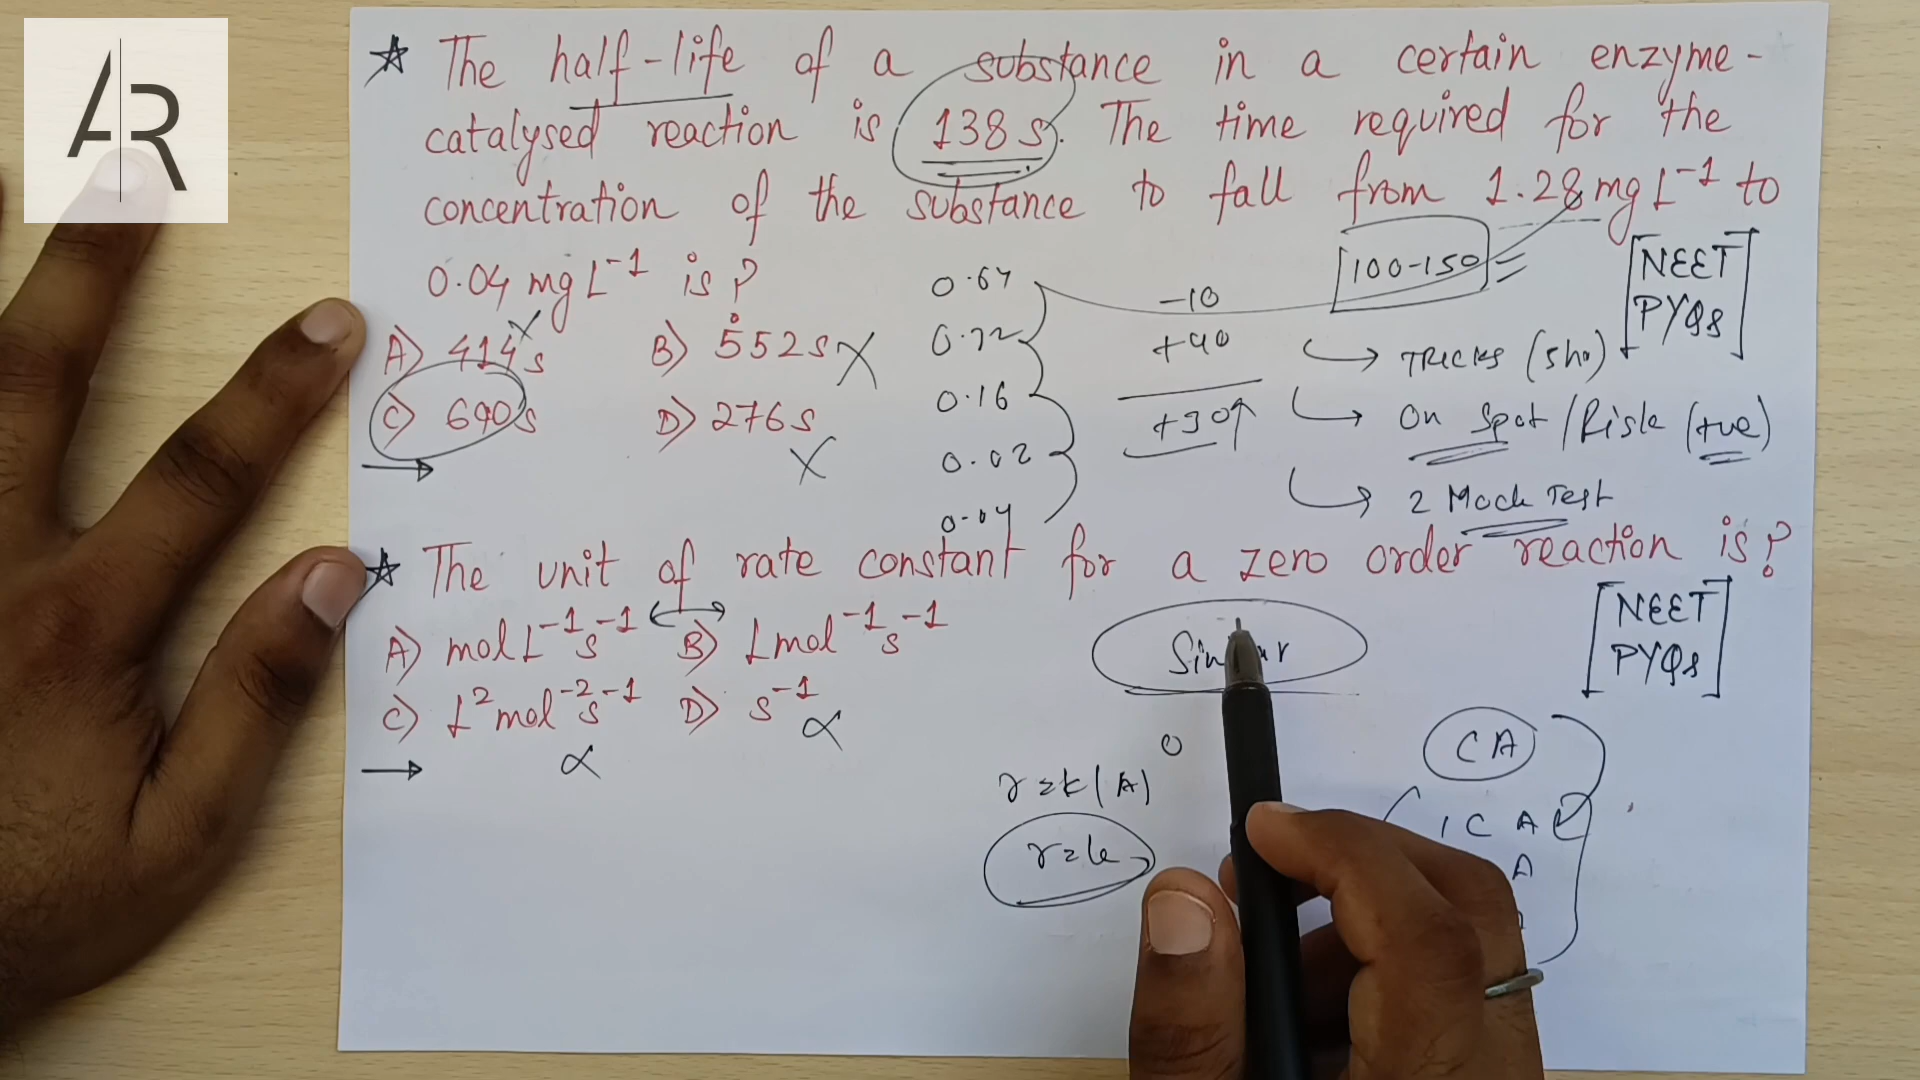 AR
The half-life of a substance in a certain enzyme-
catalysed reaction is 138 s. The time required for the
concentration of the substance to fall from 1.28 mg L⁻¹ to
0.04 mg L⁻¹ is?
A) 414 s B) 552 s
C) 690 s D) 276 s
0.64
0.32
0.16
0.02
0.04
-10
+40
+30
[100-150]
[NEET
PYQs]
TRICKS (Sho)
On Spot / Risk (+ve)
2 Mock Test
The unit of rate constant for a zero order reaction is?
A) mol L⁻¹ s⁻¹ B) L mol⁻¹ s⁻¹
C) L² mol⁻² s⁻¹ D) s⁻¹
[NEET
PYQs]
r = k (A)⁰
r = k
CA
A